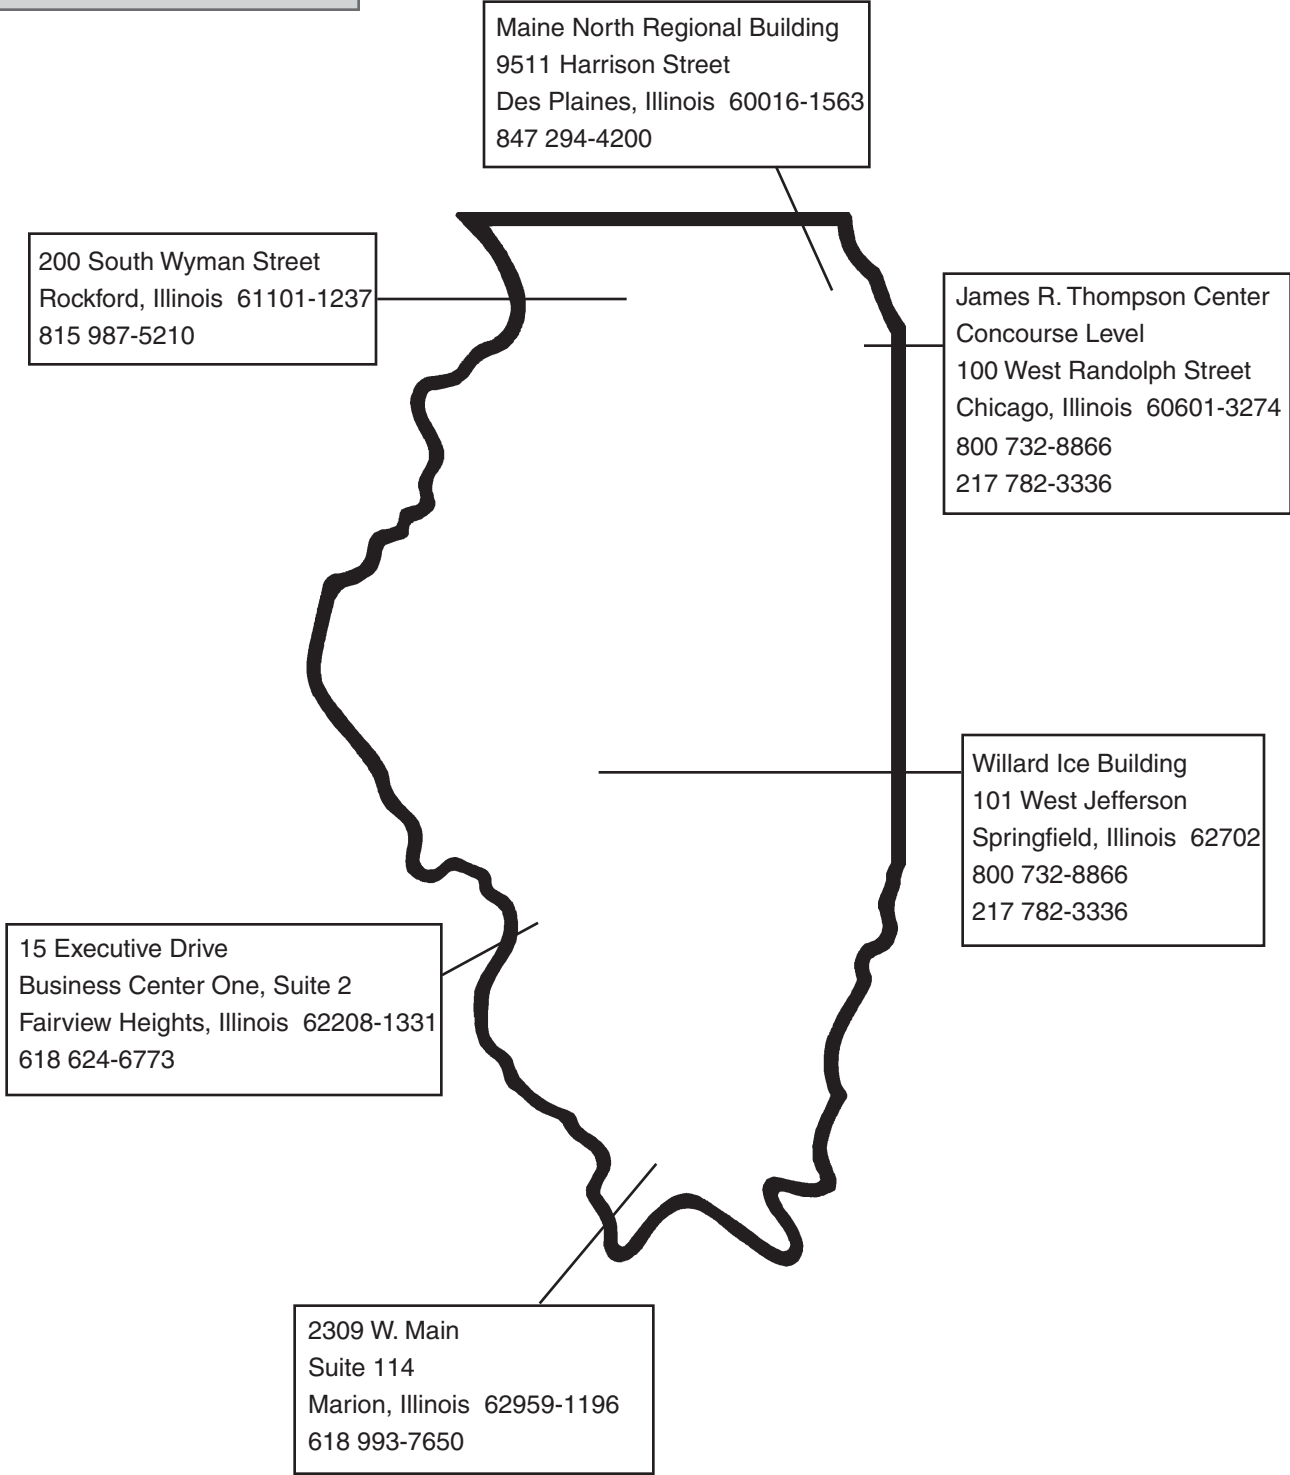 Maine North Regional Building
9511 Harrison Street
Des Plaines, Illinois  60016-1563
847 294-4200
200 South Wyman Street
Rockford, Illinois  61101-1237
815 987-5210
James R. Thompson Center
Concourse Level
100 West Randolph Street
Chicago, Illinois  60601-3274
800 732-8866
217 782-3336
Willard Ice Building
101 West Jefferson
Springfield, Illinois  62702
800 732-8866
217 782-3336
15 Executive Drive
Business Center One, Suite 2
Fairview Heights, Illinois  62208-1331
618 624-6773
2309 W. Main
Suite 114
Marion, Illinois  62959-1196
618 993-7650